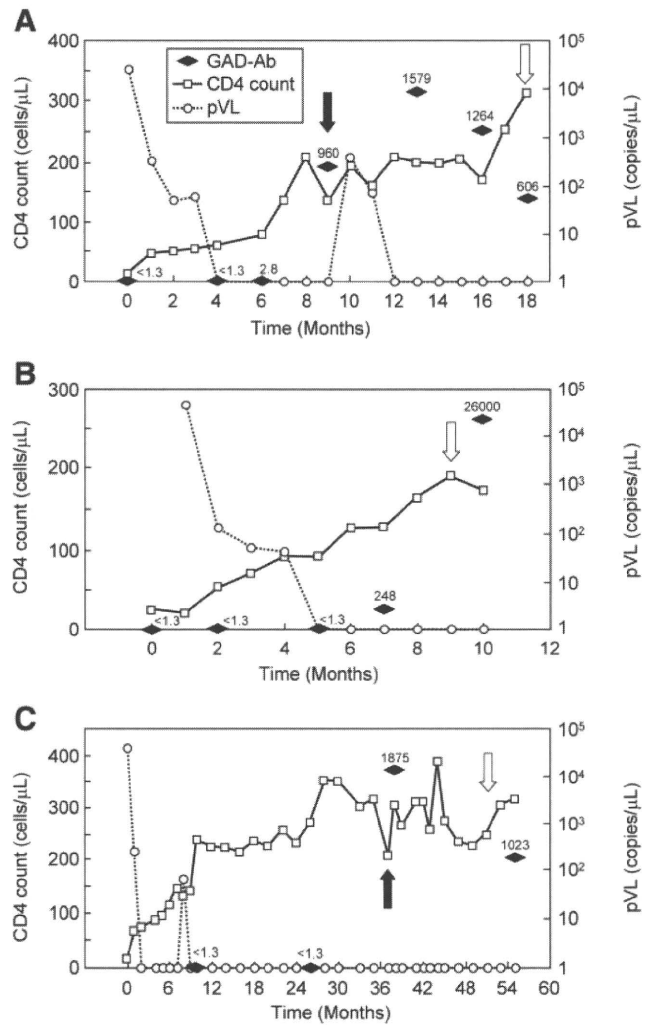 A
400
300
200
100
0
CD4 count (cells/μL)
GAD-Ab
CD4 count
pVL
<1.3
<1.3
2.8
960
1579
1264
606
10⁵
10⁴
10³
10²
10
1
pVL (copies/μL)
0 2 4 6 8 10 12 14 16 18
Time (Months)
B
300
200
100
0
CD4 count (cells/μL)
<1.3
<1.3
<1.3
248
26000
10⁵
10⁴
10³
10²
10
1
pVL (copies/μL)
0 2 4 6 8 10 12
Time (Months)
C
400
300
200
100
0
CD4 count (cells/μL)
<1.3
<1.3
1875
1023
10⁵
10⁴
10³
10²
10
1
pVL (copies/μL)
0 6 12 18 24 30 36 42 48 54 60
Time (Months)